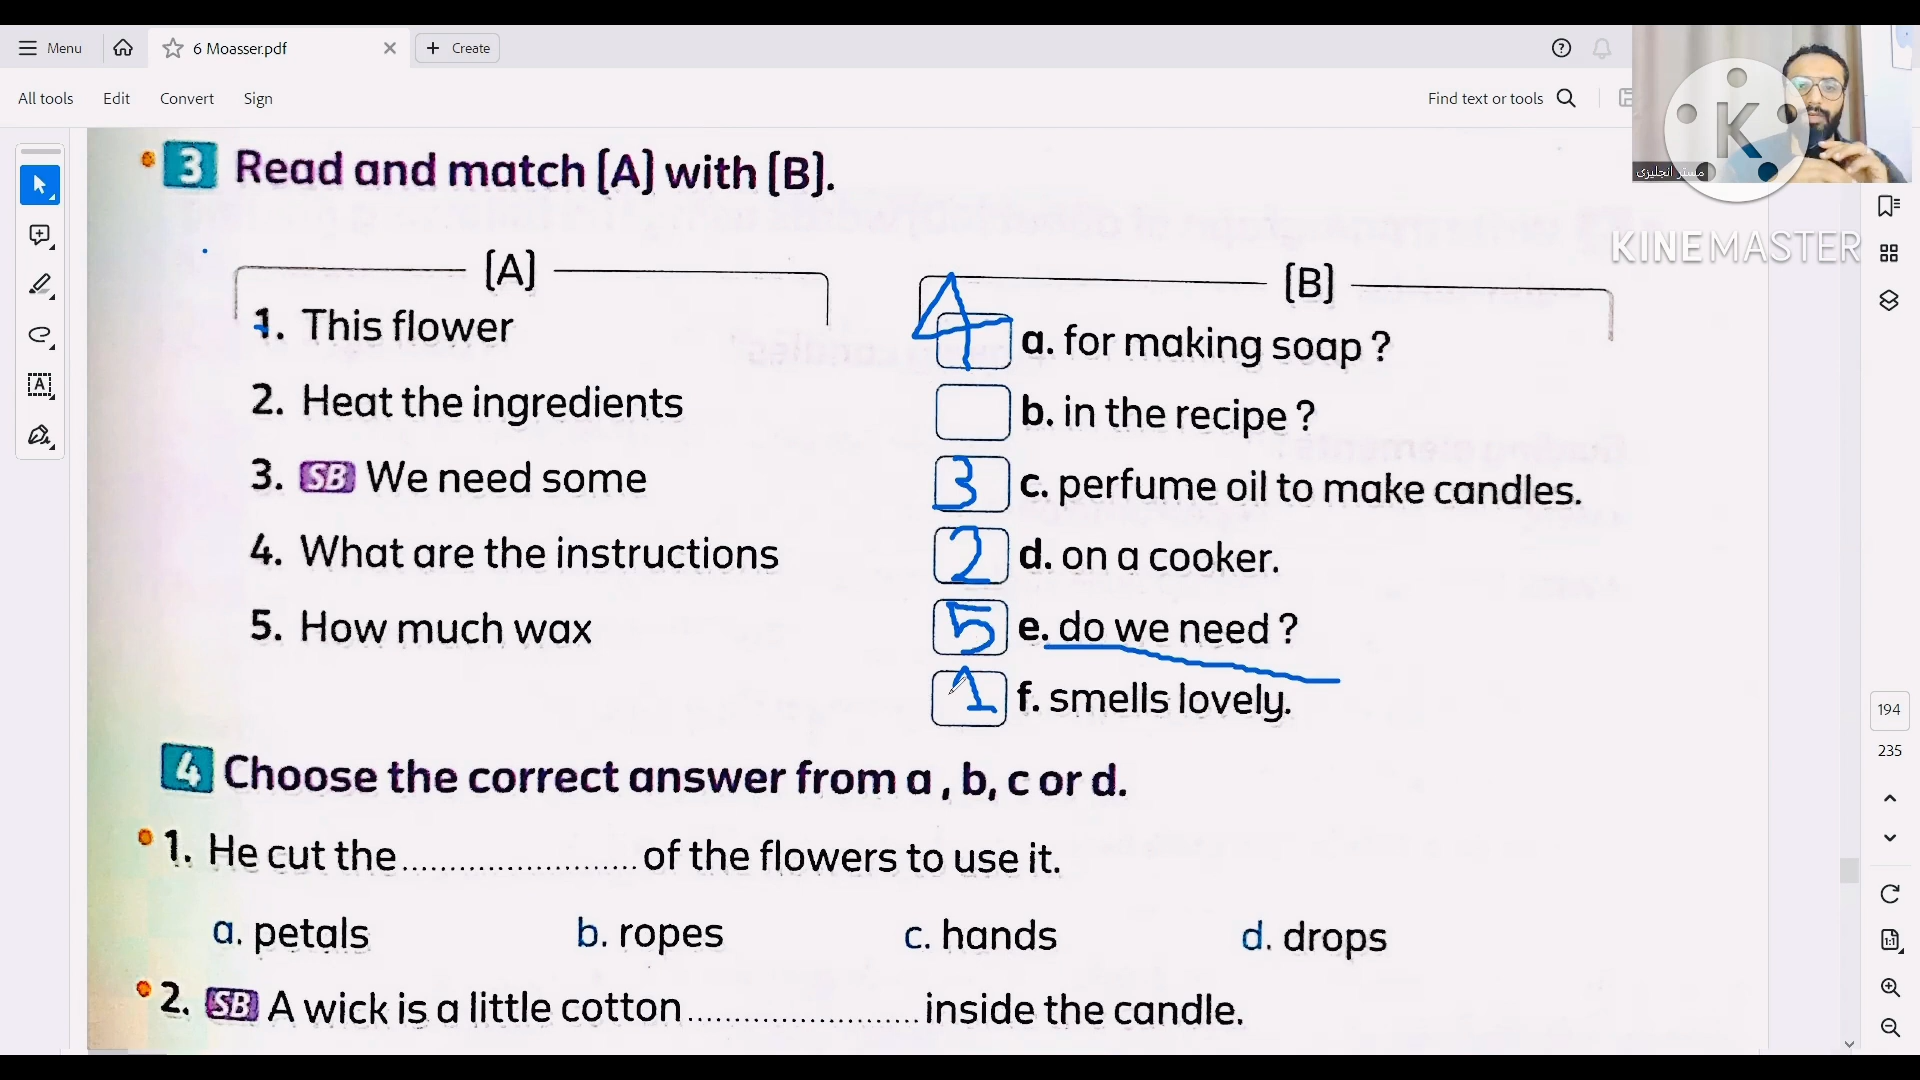 Menu 6 Moasser.pdf Create
All tools Edit Convert Sign Find text or tools
K
مستر انجليزى
KINEMASTER
3 Read and match [A] with [B].
[A] [B]
1. This flower 4 a. for making soap ?
2. Heat the ingredients b. in the recipe ?
3. SB We need some 3 c. perfume oil to make candles.
4. What are the instructions 2 d. on a cooker.
5. How much wax 5 e. do we need ?
1 f. smells lovely.
194
235
4 Choose the correct answer from a , b, c or d.
1. He cut the ........................ of the flowers to use it.
a. petals b. ropes c. hands d. drops
2. SB A wick is a little cotton ........................ inside the candle.